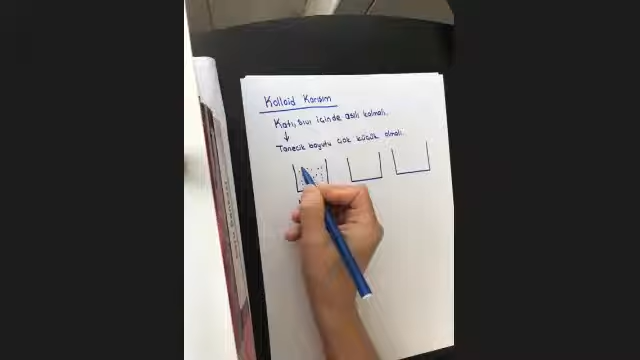 Kolloid Karışım
Katı, sıvı içinde asılı kalmalı.
Tanecik boyutu çok küçük olmalı.